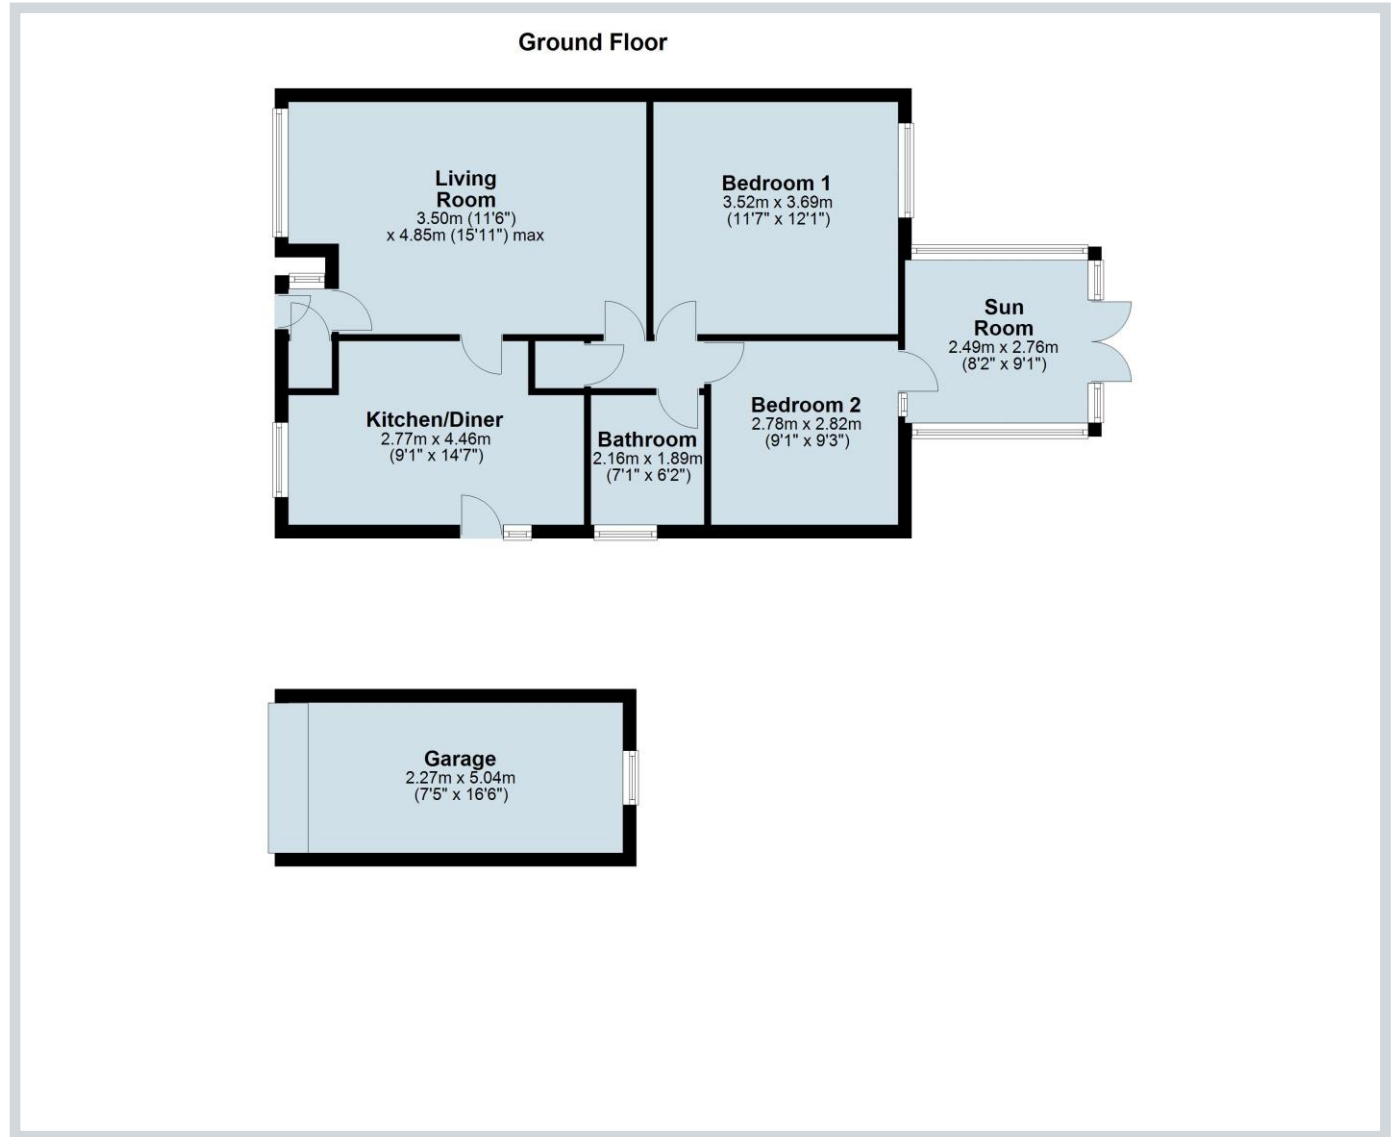 Ground Floor
Living
Room
3.50m (11'6")
x 4.85m (15'11") max
Bedroom 1
3.52m x 3.69m
(11'7" x 12'1")
Sun
Room
2.49m x 2.76m
(8'2" x 9'1")
Kitchen/Diner
2.77m x 4.46m
(9'1" x 14'7")
Bathroom
2.16m x 1.89m
(7'1" x 6'2")
Bedroom 2
2.78m x 2.82m
(9'1" x 9'3")
Garage
2.27m x 5.04m
(7'5" x 16'6")